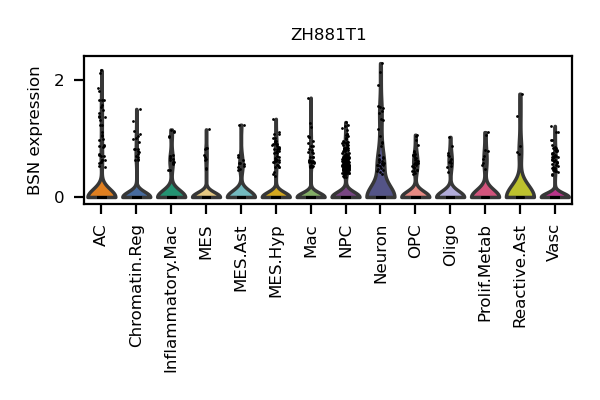 ZH881T1
BSN expression
2
0
AC
Chromatin.Reg
Inflammatory.Mac
MES
MES.Ast
MES.Hyp
Mac
NPC
Neuron
OPC
Oligo
Prolif.Metab
Reactive.Ast
Vasc